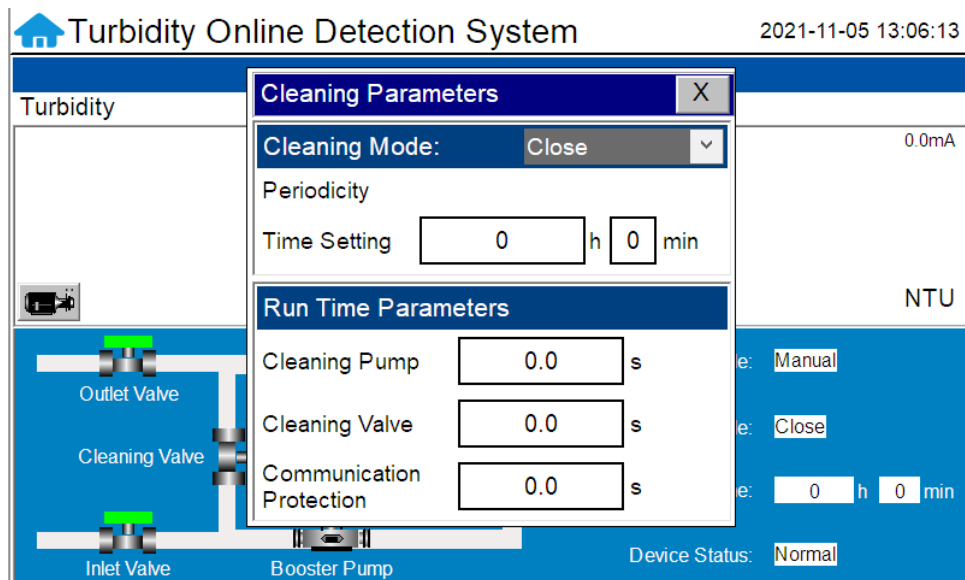 Turbidity Online Detection System 2021-11-05 13:06:13
Turbidity
Cleaning Parameters X
Cleaning Mode: Close
0.0mA
Periodicity
Time Setting 0 h 0 min
NTU
Run Time Parameters
Cleaning Pump 0.0 s
e: Manual
Outlet Valve
Cleaning Valve 0.0 s
e: Close
Cleaning Valve
Communication
Protection 0.0 s
e: 0 h 0 min
Inlet Valve
Booster Pump
Device Status: Normal